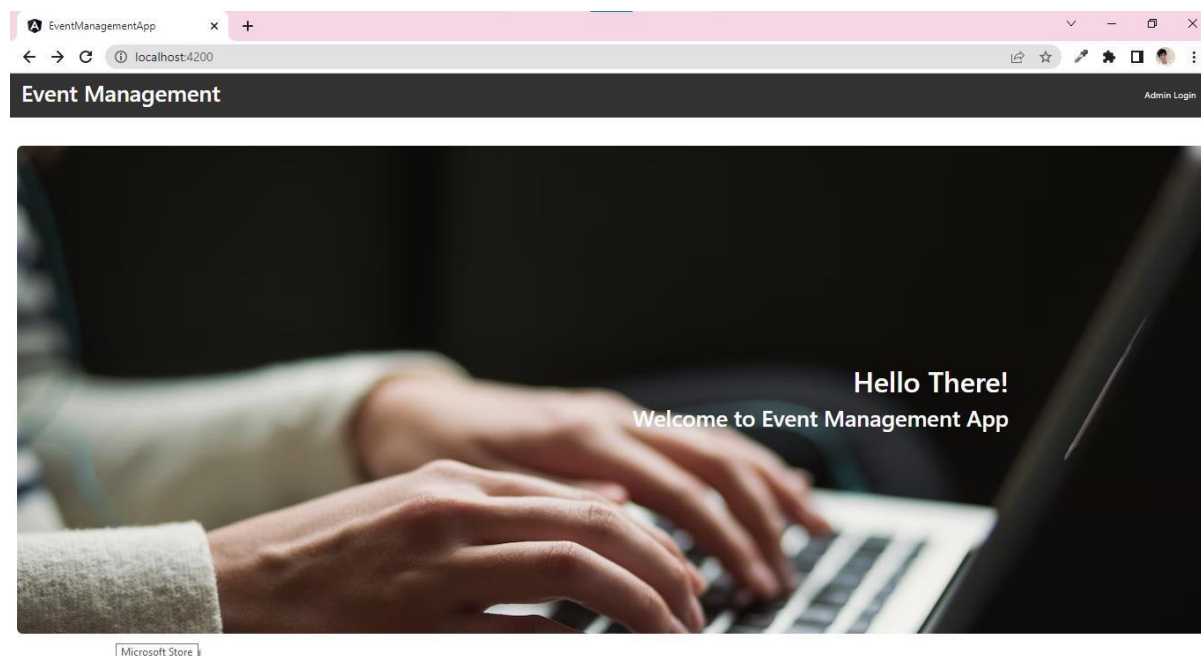 EventManagementApp
localhost:4200
Event Management
Admin Login
Hello There!
Welcome to Event Management App
Microsoft Store